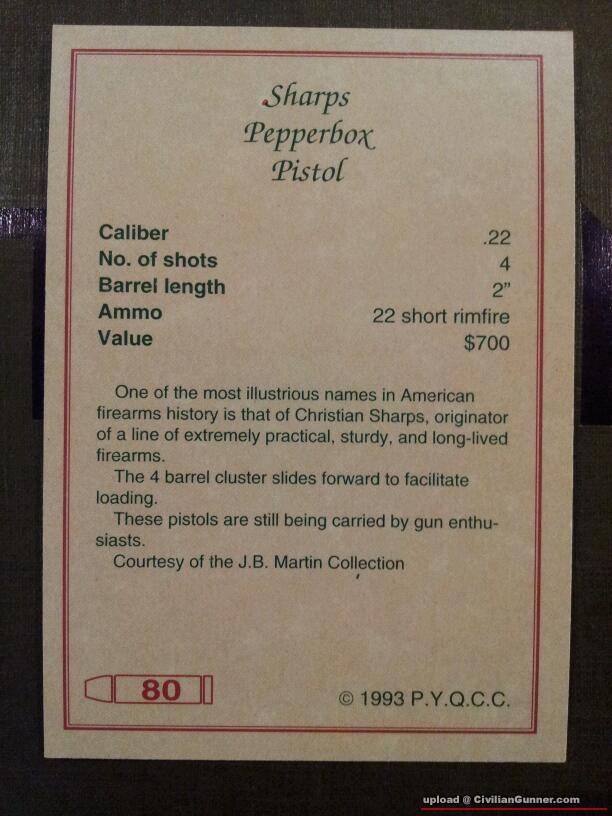 Sharps
Pepperbox
Pistol
Caliber .22
No. of shots 4
Barrel length 2”
Ammo 22 short rimfire
Value $700
One of the most illustrious names in American
firearms history is that of Christian Sharps, originator
of a line of extremely practical, sturdy, and long-lived
firearms.
The 4 barrel cluster slides forward to facilitate
loading.
These pistols are still being carried by gun enthu-
siasts.
Courtesy of the J.B. Martin Collection
80
© 1993 P.Y.Q.C.C.
upload @ CivilianGunner.com